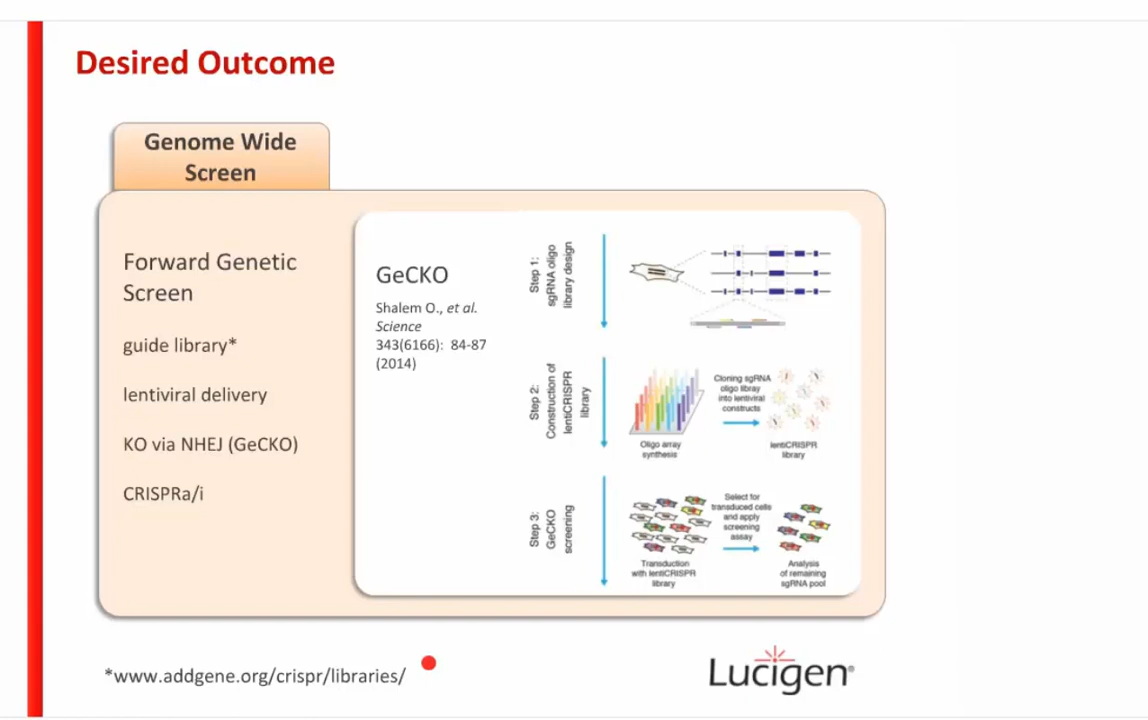 Desired Outcome
Genome Wide
Screen
Forward Genetic
Screen
guide library*
lentiviral delivery
KO via NHEJ (GeCKO)
CRISPRa/i
GeCKO
Shalem O., et al.
Science
343(6166): 84-87
(2014)
Step 1:
sgRNA oligo
library design
Step 2:
Construction of
lentiCRISPR
library
Oligo array
synthesis
Cloning sgRNA
oligo libray
into lentiviral
constructs
lentiCRISPR
library
Step 3:
GeCKO
screening
Transduction
with lentiCRISPR
library
Select for
transduced cells
and apply
screening
assay
Analysis
of remaining
sgRNA pool
*www.addgene.org/crispr/libraries/
Lucigen®